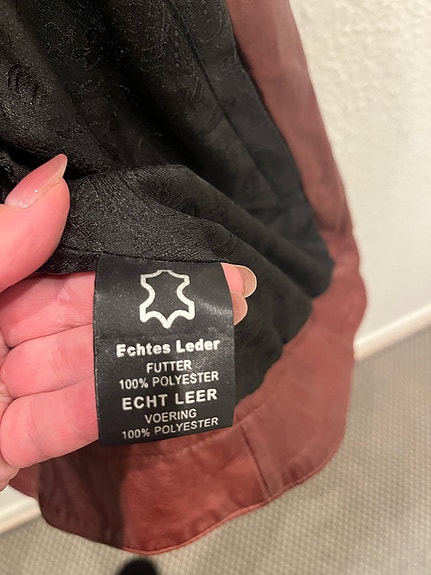 Echtes Leder
FUTTER
100% POLYESTER
ECHT LEER
VOERING
100% POLYESTER